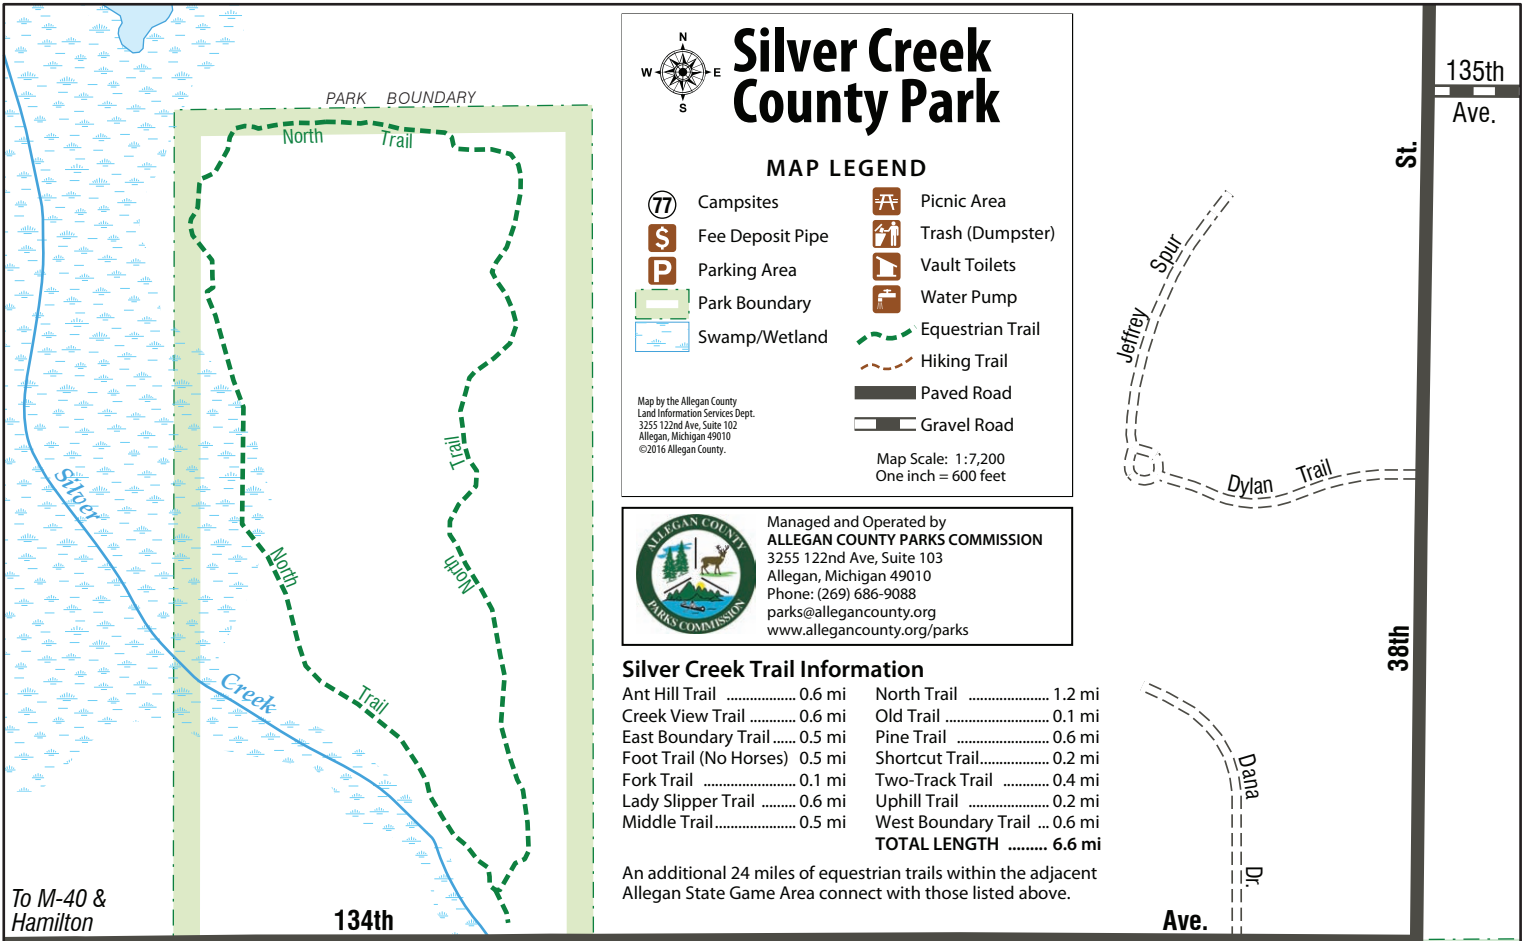 PARK BOUNDARY
North Trail
North
Trail
Trail
North
Silver
Creek
To M-40 &
Hamilton
134th
Ave.
N
W E
S
Silver Creek
County Park
MAP LEGEND
77 Campsites
$ Fee Deposit Pipe
P Parking Area
Park Boundary
Swamp/Wetland
Picnic Area
Trash (Dumpster)
Vault Toilets
Water Pump
Equestrian Trail
Hiking Trail
Paved Road
Gravel Road
Map by the Allegan County
Land Information Services Dept.
3255 122nd Ave, Suite 102
Allegan, Michigan 49010
©2016 Allegan County.
Map Scale: 1:7,200
One inch = 600 feet
ALLEGAN COUNTY
PARKS COMMISSION
Managed and Operated by
ALLEGAN COUNTY PARKS COMMISSION
3255 122nd Ave, Suite 103
Allegan, Michigan 49010
Phone: (269) 686-9088
parks@allegancounty.org
www.allegancounty.org/parks
Silver Creek Trail Information
Ant Hill Trail ............... 0.6 mi
Creek View Trail ........... 0.6 mi
East Boundary Trail ..... 0.5 mi
Foot Trail (No Horses) 0.5 mi
Fork Trail .................... 0.1 mi
Lady Slipper Trail ........ 0.6 mi
Middle Trail...................... 0.5 mi
North Trail .................. 1.2 mi
Old Trail ......................... 0.1 mi
Pine Trail .................... 0.6 mi
Shortcut Trail................ 0.2 mi
Two-Track Trail ........... 0.4 mi
Uphill Trail .................. 0.2 mi
West Boundary Trail ... 0.6 mi
TOTAL LENGTH ......... 6.6 mi
An additional 24 miles of equestrian trails within the adjacent
Allegan State Game Area connect with those listed above.
135th
Ave.
St.
38th
Jeffrey Spur
Dylan Trail
Dana
Dr.